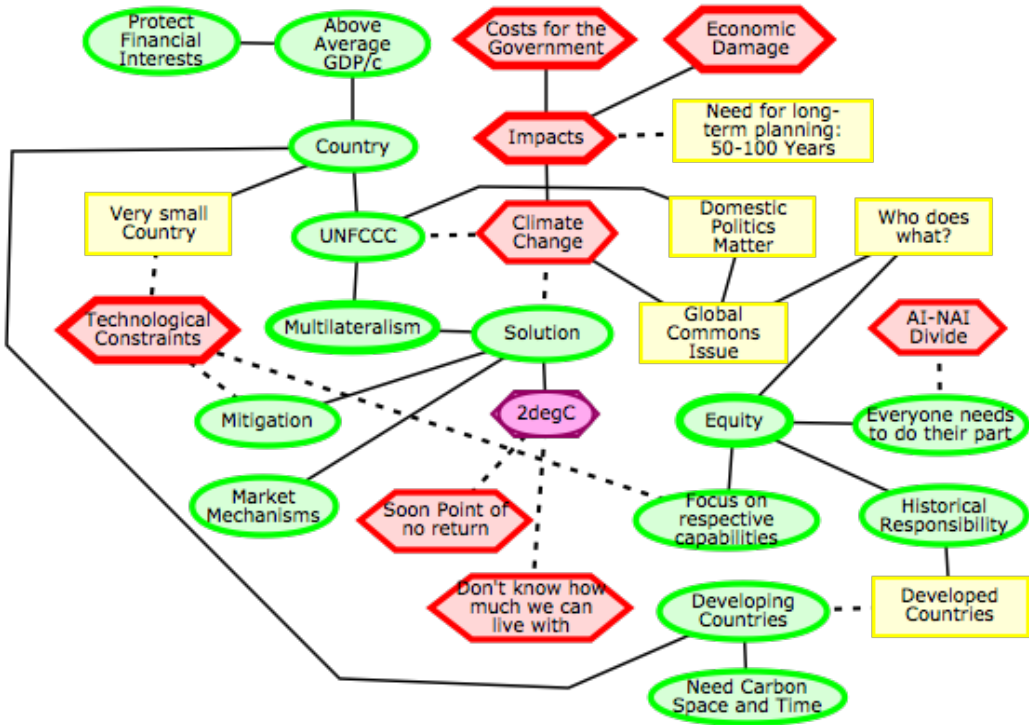 Protect
Financial
Interests
Above
Average
GDP/c
Costs for the
Government
Economic
Damage
Country
Impacts
Need for long-
term planning:
50-100 Years
Very small
Country
UNFCCC
Climate
Change
Domestic
Politics
Matter
Who does
what?
Technological
Constraints
Multilateralism
Solution
Global
Commons
Issue
AI-NAI
Divide
Mitigation
2degC
Equity
Everyone needs
to do their part
Market
Mechanisms
Soon Point of
no return
Focus on
respective
capabilities
Historical
Responsibility
Don't know how
much we can
live with
Developing
Countries
Developed
Countries
Need Carbon
Space and Time